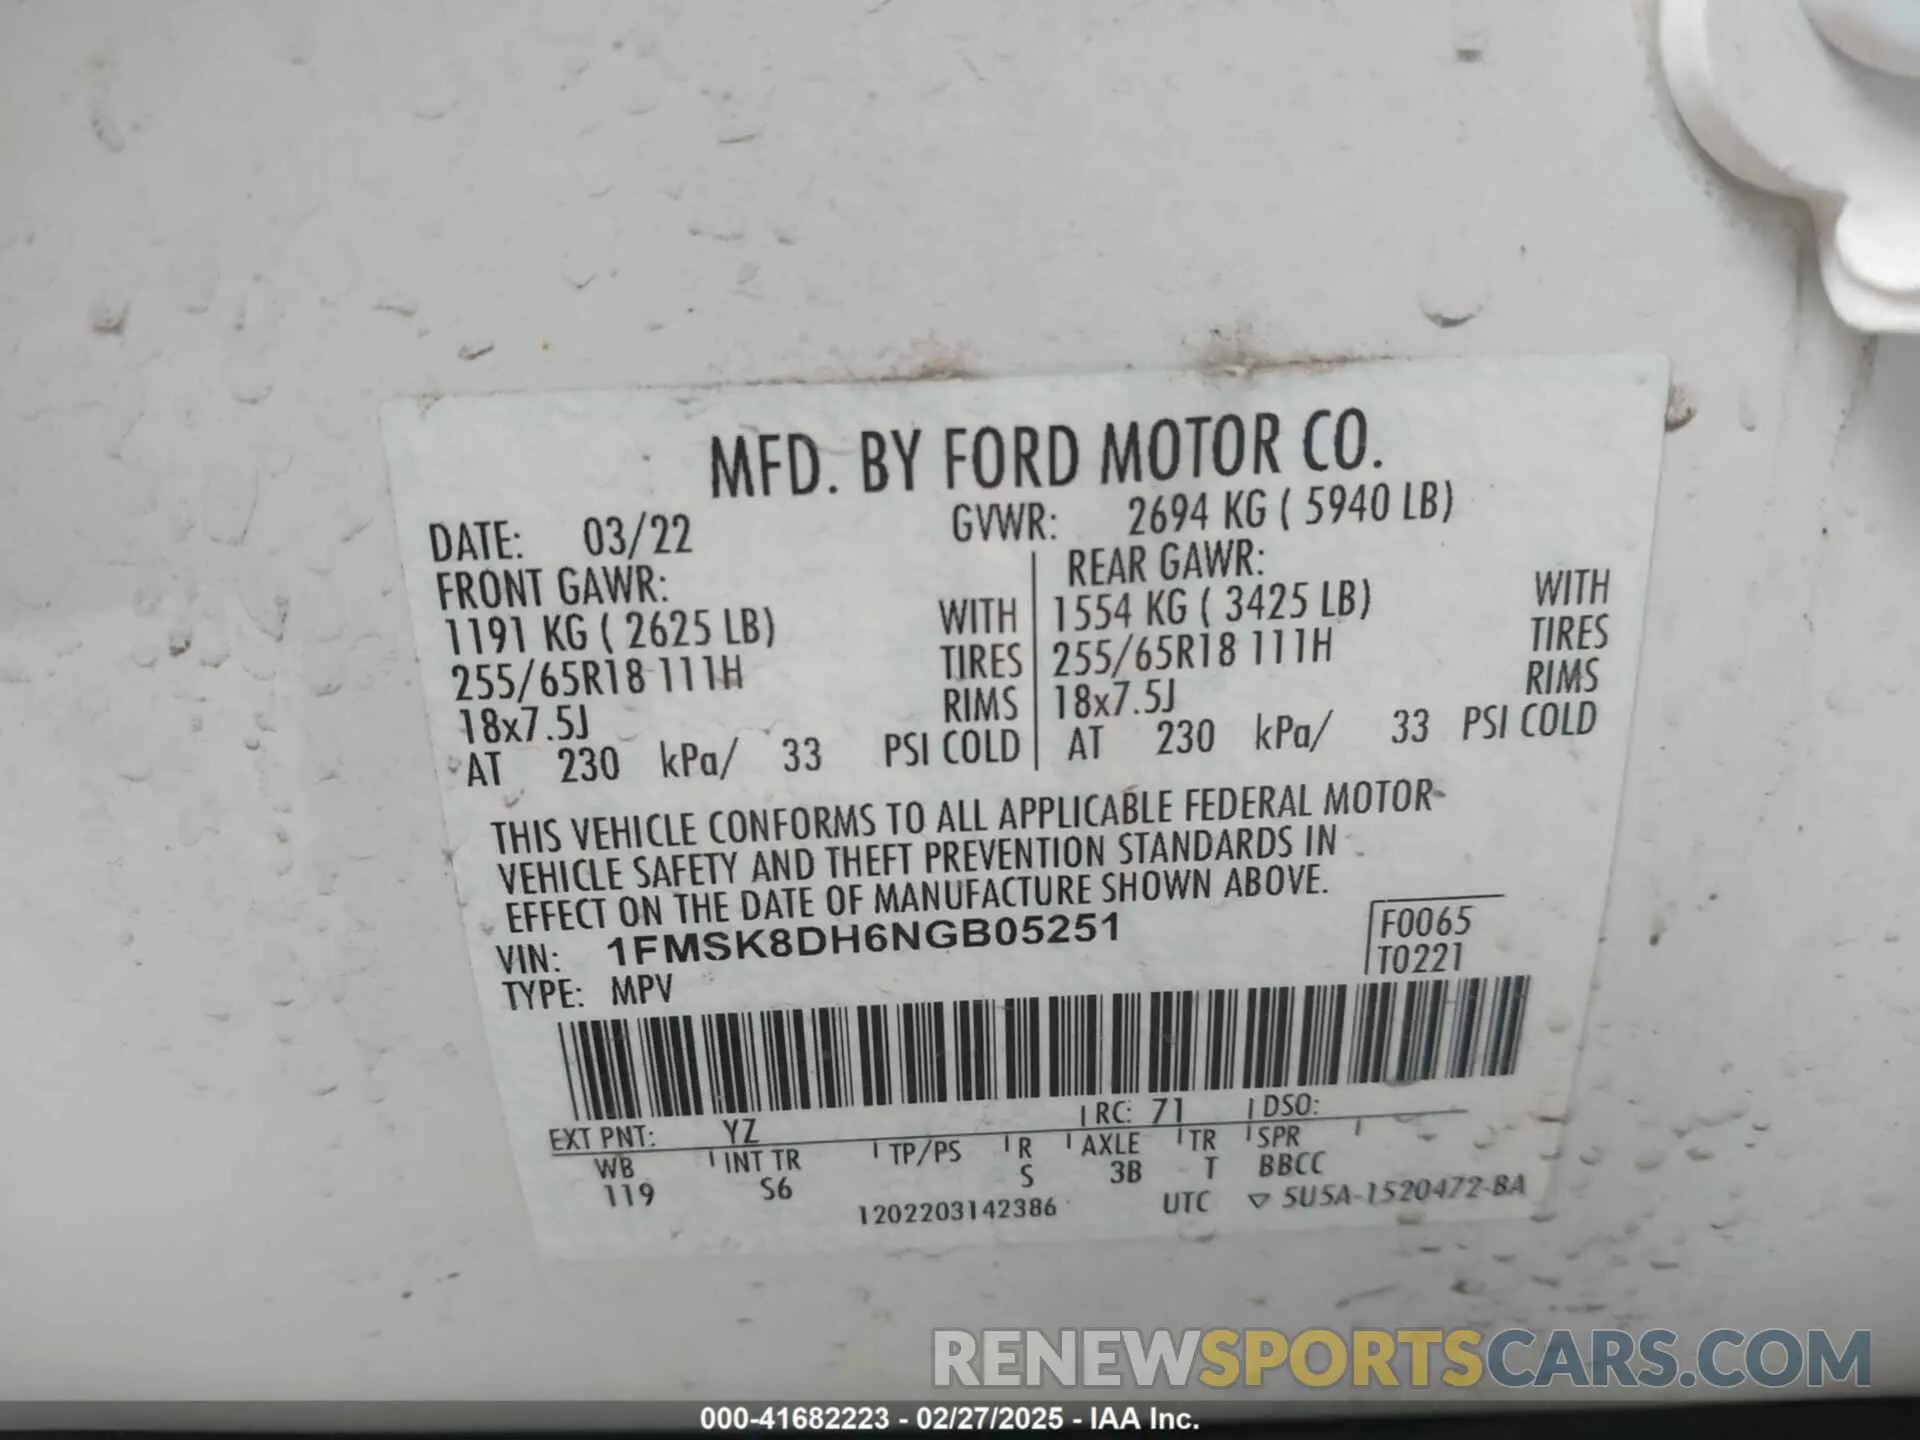 MFD. BY FORD MOTOR CO.
DATE: 03/22 GVWR: 2694 KG ( 5940 LB)
FRONT GAWR: REAR GAWR:
1191 KG ( 2625 LB) WITH 1554 KG ( 3425 LB) WITH
255/65R18 111H TIRES 255/65R18 111H TIRES
18x7.5J RIMS 18x7.5J RIMS
AT 230 kPa/ 33 PSI COLD AT 230 kPa/ 33 PSI COLD
THIS VEHICLE CONFORMS TO ALL APPLICABLE FEDERAL MOTOR
VEHICLE SAFETY AND THEFT PREVENTION STANDARDS IN
EFFECT ON THE DATE OF MANUFACTURE SHOWN ABOVE.
VIN: 1FMSK8DH6NGB05251 F0065
TYPE: MPV T0221
EXT PNT: YZ RC: 71 DSO:
WB INT TR TP/PS R AXLE TR SPR
119 S6 S 3B T BBCC
1202203142386 UTC ▽ 5U5A-1520472-BA
RENEWSPORTSCARS.COM
000-41682223 - 02/27/2025 - IAA Inc.